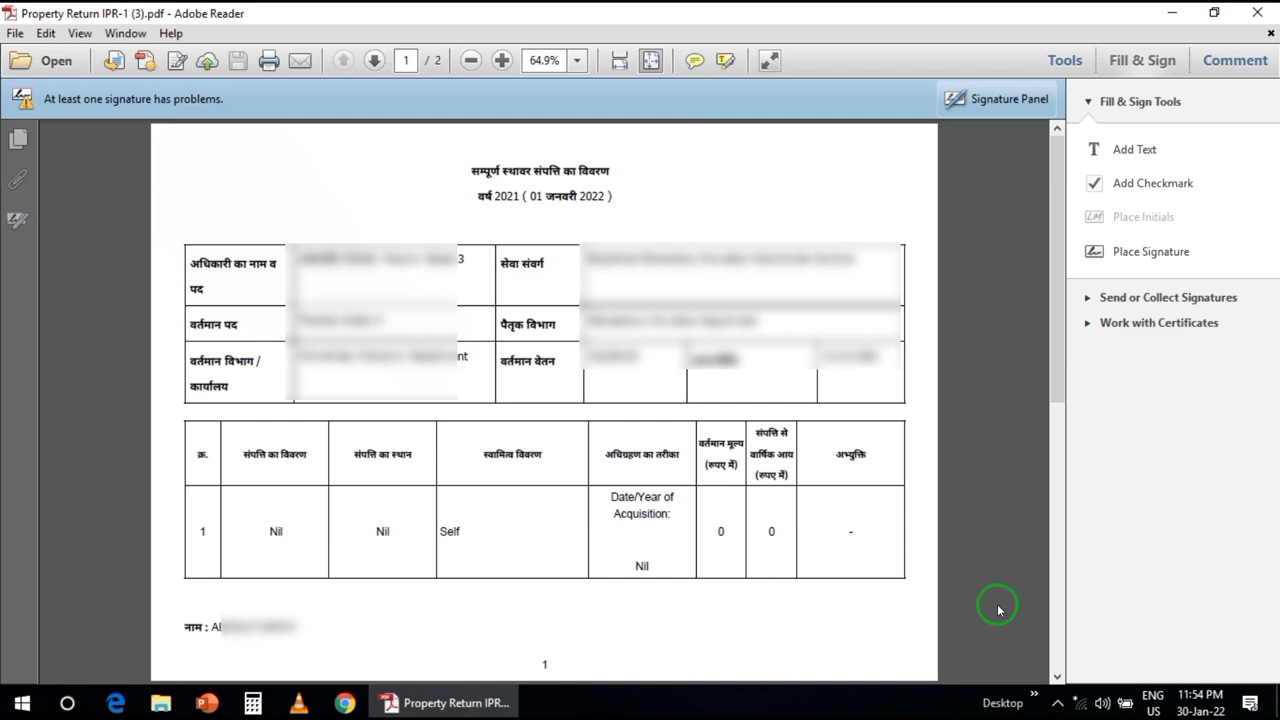 Property Return IPR-1 (3).pdf - Adobe Reader
File Edit View Window Help
Open 1 / 2 64.9% Tools Fill & Sign Comment
At least one signature has problems. Signature Panel
Fill & Sign Tools
Add Text
Add Checkmark
Place Initials
Place Signature
Send or Collect Signatures
Work with Certificates
सम्पूर्ण स्थावर संपत्ति का विवरण
वर्ष 2021 ( 01 जनवरी 2022 )
अधिकारी का नाम व
पद
3
सेवा संवर्ग
वर्तमान पद
पैतृक विभाग
वर्तमान विभाग /
कार्यालय
वर्तमान वेतन
क्र.
संपत्ति का विवरण
संपत्ति का स्थान
स्वामित्व विवरण
अधिग्रहण का तरीका
वर्तमान मूल्य
(रुपए में)
संपत्ति से
वार्षिक आय
(रुपए में)
अभ्युक्ति
1
Nil
Nil
Self
Date/Year of
Acquisition:
Nil
0
0
-
नाम :
1
Property Return IPR...
Desktop
ENG
US
11:54 PM
30-Jan-22